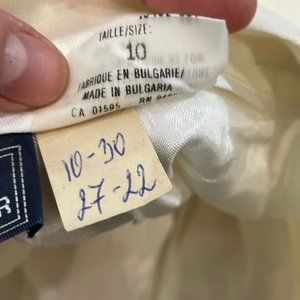 TAILLE/SIZE:
10
FABRIQUE EN BULGARIE/
MADE IN BULGARIA
CA 01595
10-30
27-22
R